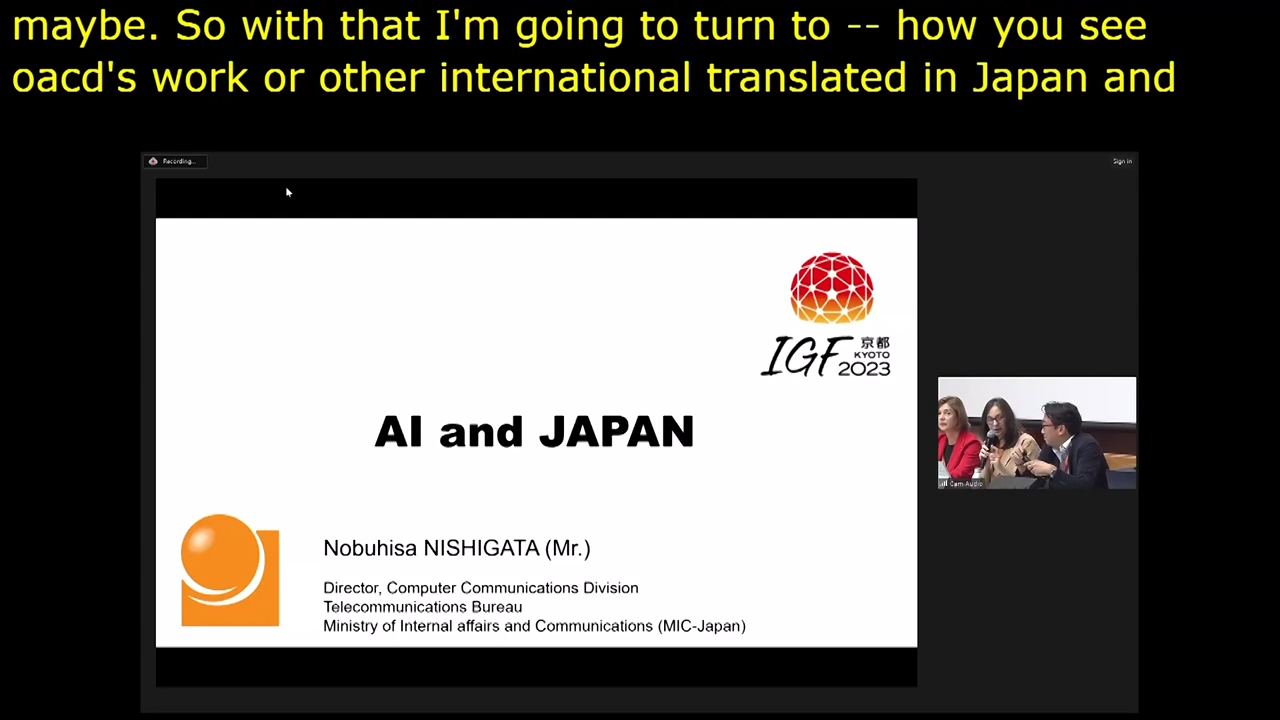 maybe. So with that I'm going to turn to -- how you see
oacd's work or other international translated in Japan and
Recording...
Sign in
IGF 京都
KYOTO
2023
AI and JAPAN
Cam-Audio
Nobuhisa NISHIGATA (Mr.)
Director, Computer Communications Division
Telecommunications Bureau
Ministry of Internal affairs and Communications (MIC-Japan)